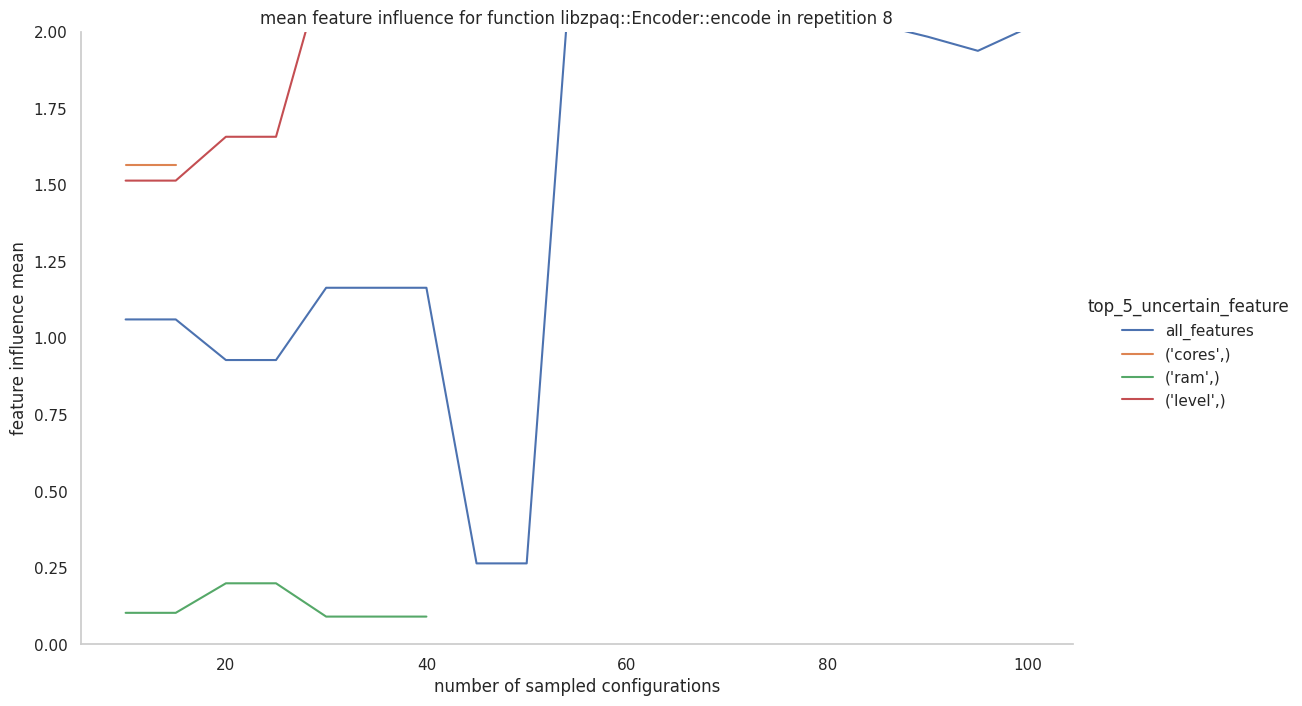 mean feature influence for function libzpaq::Encoder::encode in repetition 8
2.00
1.75
1.50
1.25
1.00
0.75
0.50
0.25
0.00
feature influence mean
20 40 60 80 100
number of sampled configurations
top_5_uncertain_feature
all_features
('cores',)
('ram',)
('level',)